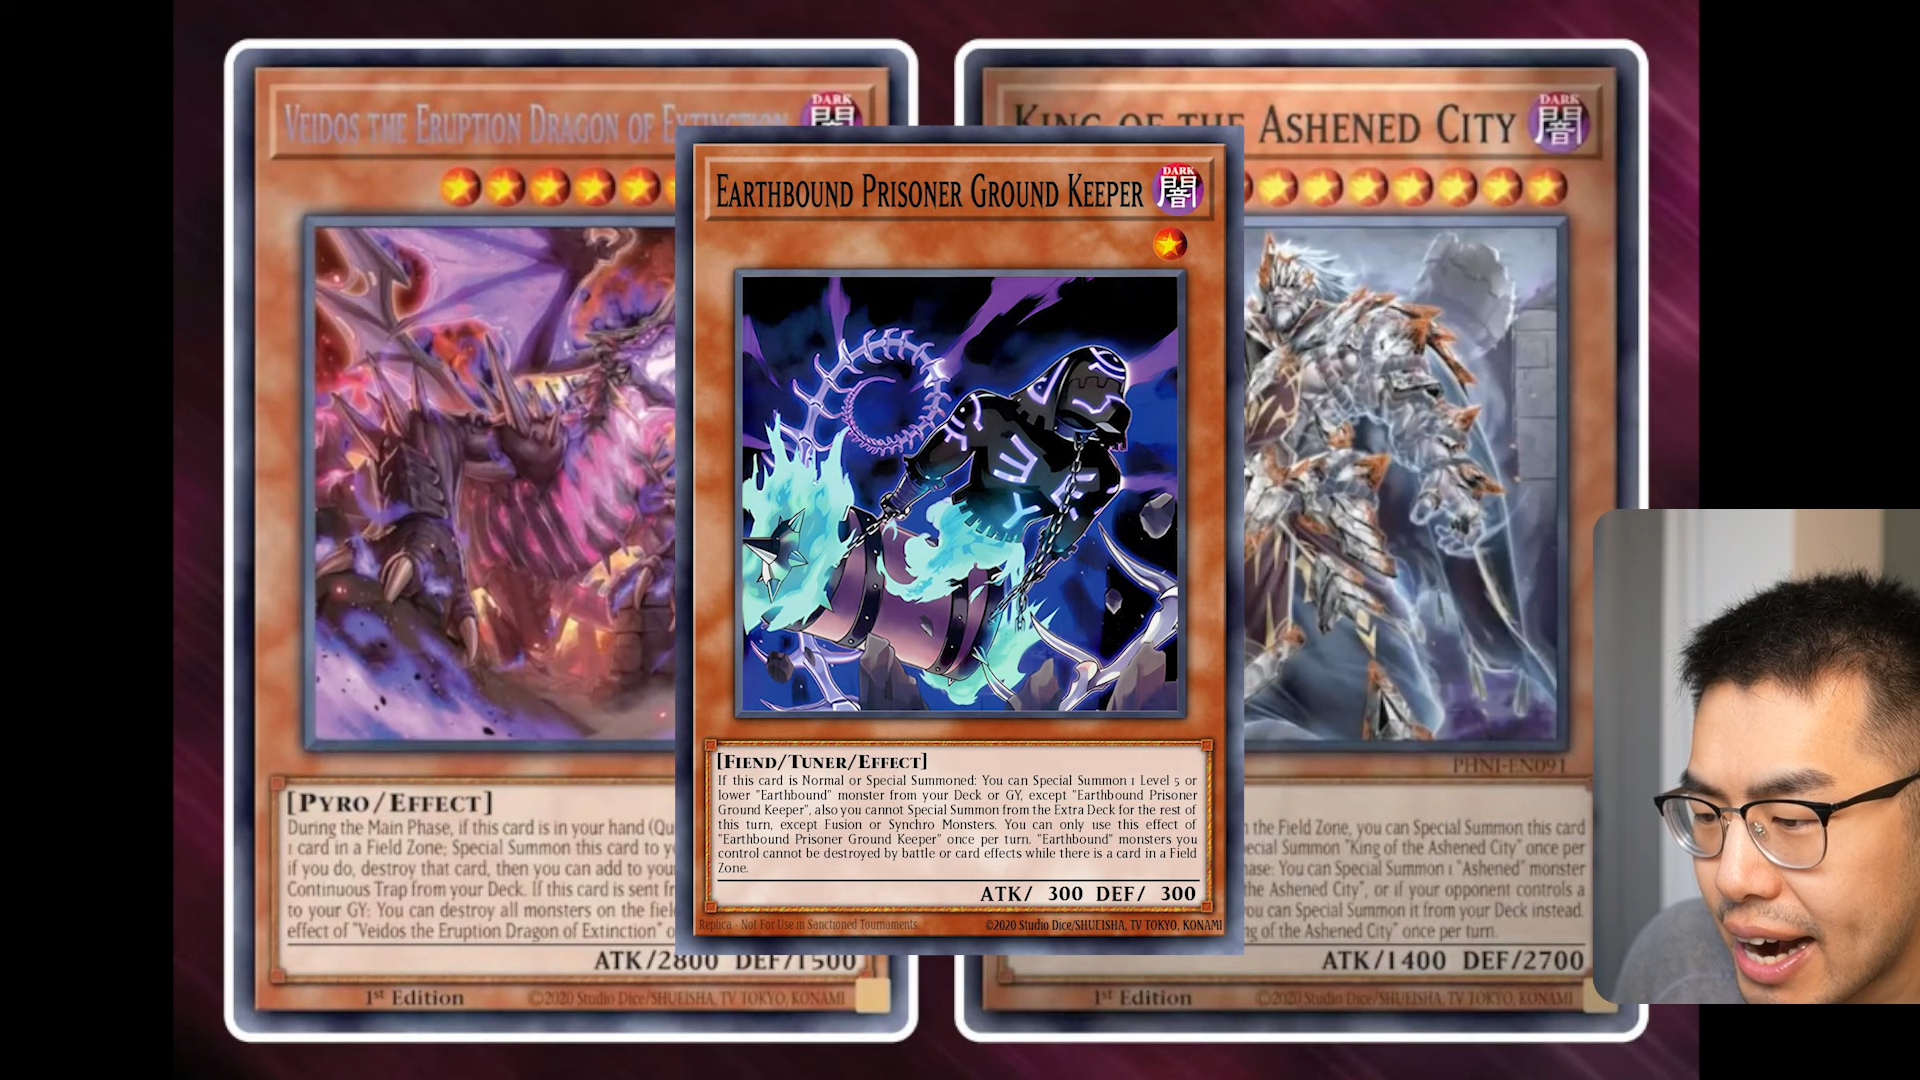 VEIDOS THE ERUPTION DRAGON OF EXTINCTION
DARK
闇
[PYRO/EFFECT]
During the Main Phase, if this card is in your hand (Qu
1 card in a Field Zone; Special Summon this card to yo
if you do, destroy that card, then you can add to you
Continuous Trap from your Deck. If this card is sent fr
to your GY: You can destroy all monsters on the fiel
effect of "Veidos the Eruption Dragon of Extinction" o
ATK/2800 DEF/1500
1st Edition
©2020 Studio Dice/SHUEISHA, TV TOKYO, KONAMI
EARTHBOUND PRISONER GROUND KEEPER
DARK
闇
[FIEND/TUNER/EFFECT]
If this card is Normal or Special Summoned: You can Special Summon 1 Level 5 or
lower "Earthbound" monster from your Deck or GY, except "Earthbound Prisoner
Ground Keeper", also you cannot Special Summon from the Extra Deck for the rest of
this turn, except Fusion or Synchro Monsters. You can only use this effect of
"Earthbound Prisoner Ground Keeper" once per turn. "Earthbound" monsters you
control cannot be destroyed by battle or card effects while there is a card in a Field
Zone.
ATK/ 300 DEF/ 300
Replica - Not For Use in Sanctioned Tournaments
©2020 Studio Dice/SHUEISHA, TV TOKYO, KONAMI
KING OF THE ASHENED CITY
DARK
闇
PHNI-EN091
the Field Zone, you can Special Summon this card
ecial Summon "King of the Ashened City" once per
ase: You can Special Summon 1 "Ashened" monster
the Ashened City", or if your opponent controls a
you can Special Summon it from your Deck instead.
ng of the Ashened City" once per turn.
ATK/1400 DEF/2700
1st Edition
©2020 Studio Dice/SHUEISHA, TV TOKYO, KONAMI